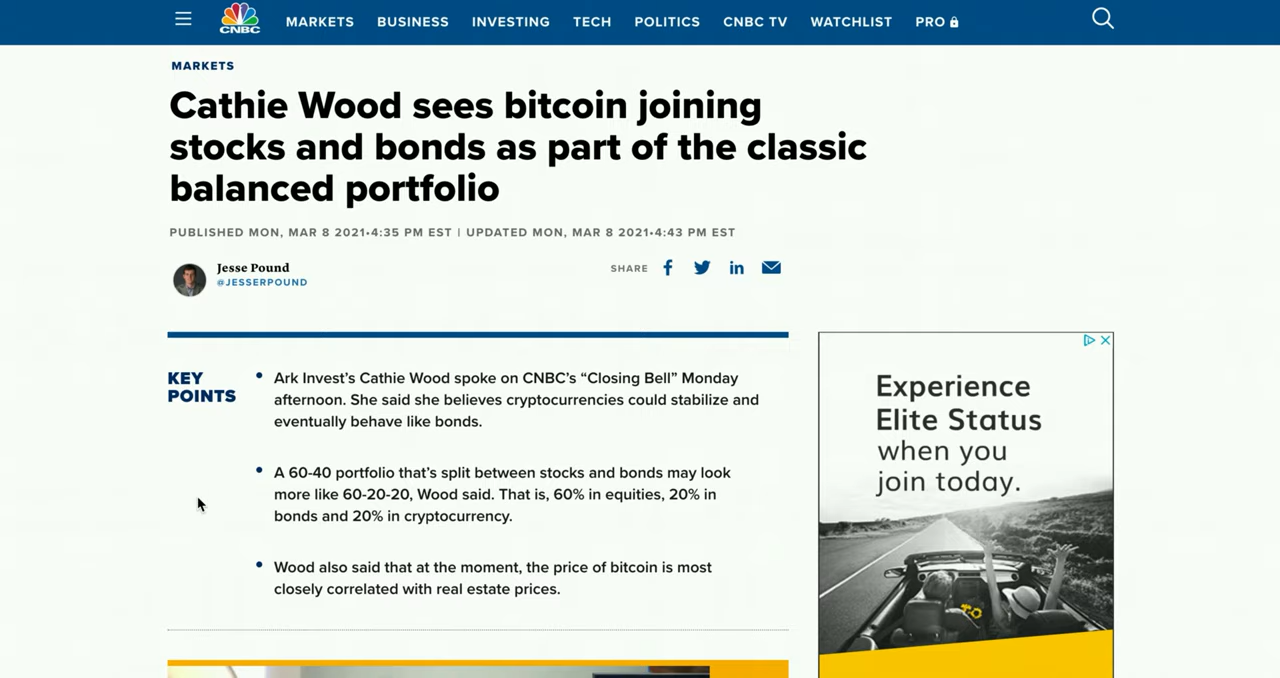 CNBC
MARKETS BUSINESS INVESTING TECH POLITICS CNBC TV WATCHLIST PRO
MARKETS
Cathie Wood sees bitcoin joining
stocks and bonds as part of the classic
balanced portfolio
PUBLISHED MON, MAR 8 2021•4:35 PM EST | UPDATED MON, MAR 8 2021•4:43 PM EST
Jesse Pound
@JESSERPOUND
SHARE
KEY
POINTS
• Ark Invest’s Cathie Wood spoke on CNBC’s “Closing Bell” Monday
afternoon. She said she believes cryptocurrencies could stabilize and
eventually behave like bonds.
• A 60-40 portfolio that’s split between stocks and bonds may look
more like 60-20-20, Wood said. That is, 60% in equities, 20% in
bonds and 20% in cryptocurrency.
• Wood also said that at the moment, the price of bitcoin is most
closely correlated with real estate prices.
Experience
Elite Status
when you
join today.